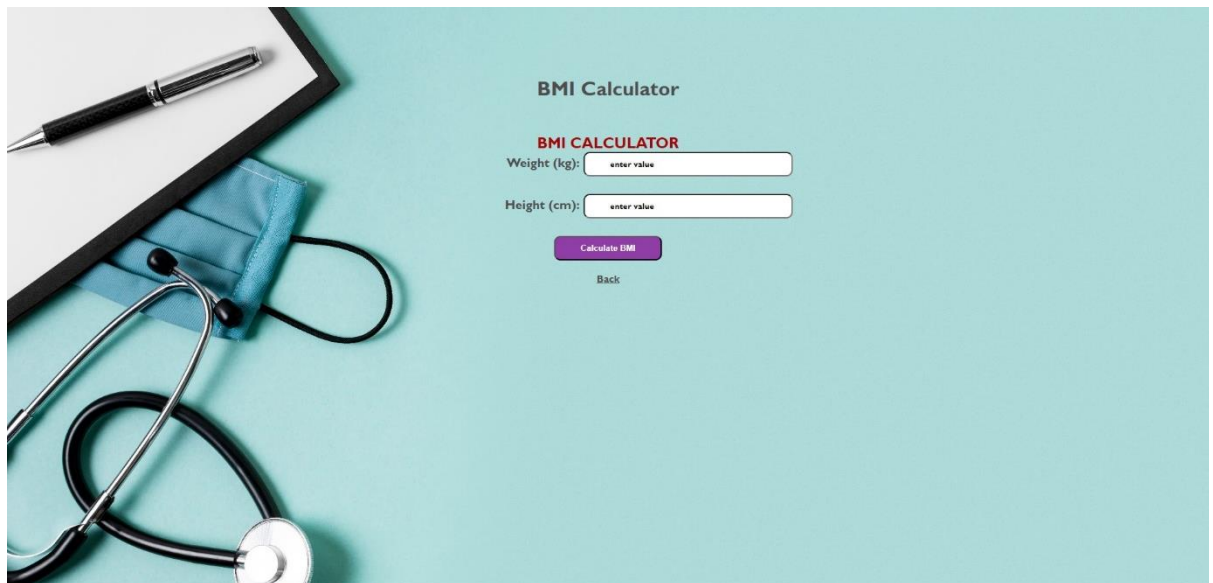 BMI Calculator
BMI CALCULATOR
Weight (kg): enter value
Height (cm): enter value
Calculate BMI
Back